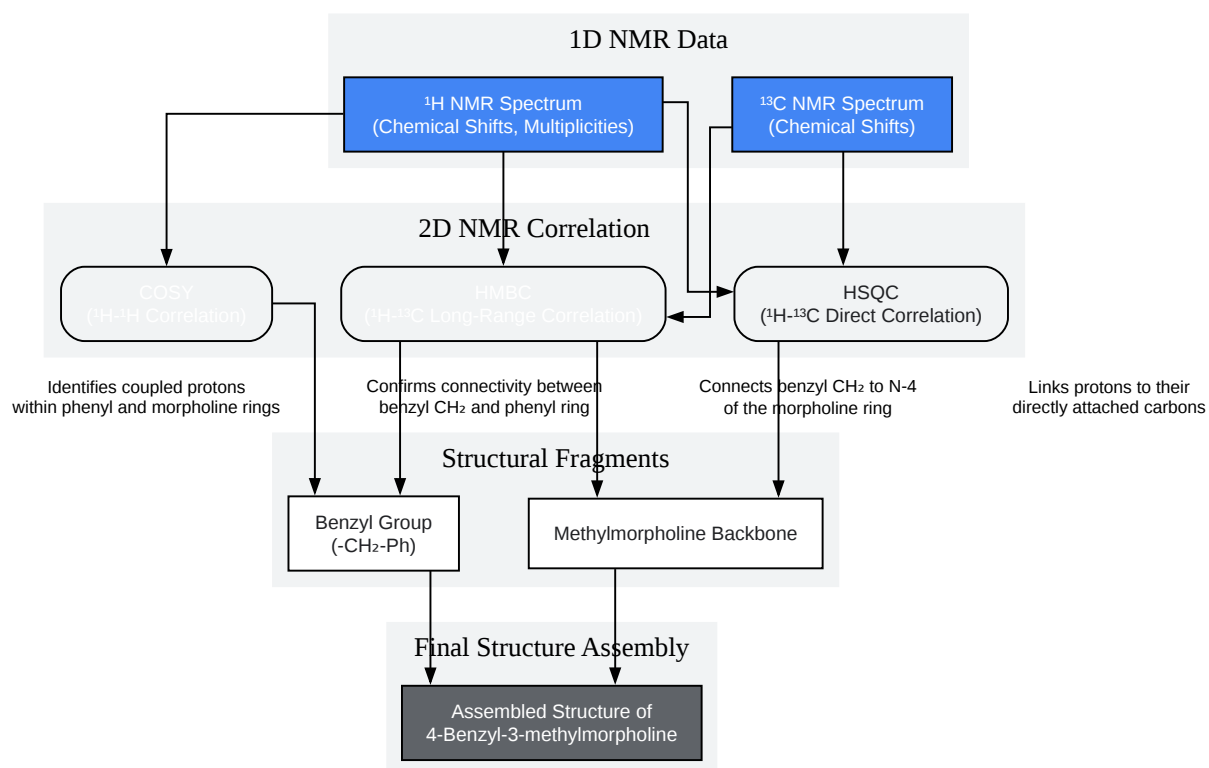 1D NMR Data
¹H NMR Spectrum
(Chemical Shifts, Multiplicities)
¹³C NMR Spectrum
(Chemical Shifts)
2D NMR Correlation
COSY
(¹H-¹H Correlation)
HMBC
(¹H-¹³C Long-Range Correlation)
HSQC
(¹H-¹³C Direct Correlation)
Identifies coupled protons
within phenyl and morpholine rings
Confirms connectivity between
benzyl CH₂ and phenyl ring
Connects benzyl CH₂ to N-4
of the morpholine ring
Links protons to their
directly attached carbons
Structural Fragments
Benzyl Group
(-CH₂-Ph)
Methylmorpholine Backbone
Final Structure Assembly
Assembled Structure of
4-Benzyl-3-methylmorpholine